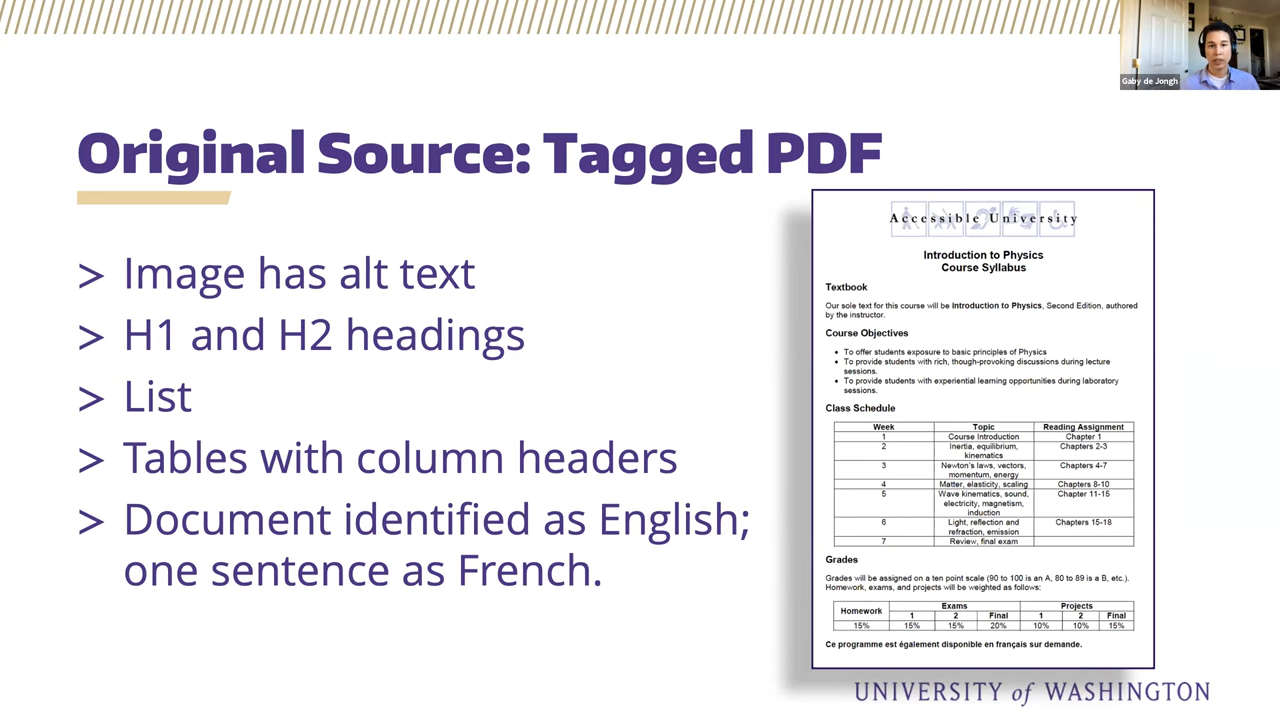 Gaby de Jongh
Original Source: Tagged PDF
> Image has alt text
> H1 and H2 headings
> List
> Tables with column headers
> Document identified as English;
one sentence as French.
Accessible University
Introduction to Physics
Course Syllabus
Textbook
Our sole text for this course will be Introduction to Physics, Second Edition, authored
by the instructor.
Course Objectives
• To offer students exposure to basic principles of Physics
• To provide students with rich, though-provoking discussions during lecture
sessions.
• To provide students with experiential learning opportunities during laboratory
sessions.
Class Schedule
Week Topic Reading Assignment
1 Course Introduction Chapter 1
2 Inertia, equilibrium, Chapters 2-3
kinematics
3 Newton's laws, vectors, Chapters 4-7
momentum, energy
4 Matter, elasticity, scaling Chapters 8-10
5 Wave kinematics, sound, Chapter 11-15
electricity, magnetism,
induction
6 Light, reflection and Chapters 15-18
refraction, emission
7 Review, final exam
Grades
Grades will be assigned on a ten point scale (90 to 100 is an A, 80 to 89 is a B, etc.).
Homework, exams, and projects will be weighted as follows:
Homework Exams Projects
1 2 Final 1 2 Final
15% 15% 15% 20% 10% 10% 15%
Ce programme est également disponible en français sur demande.
UNIVERSITY of WASHINGTON